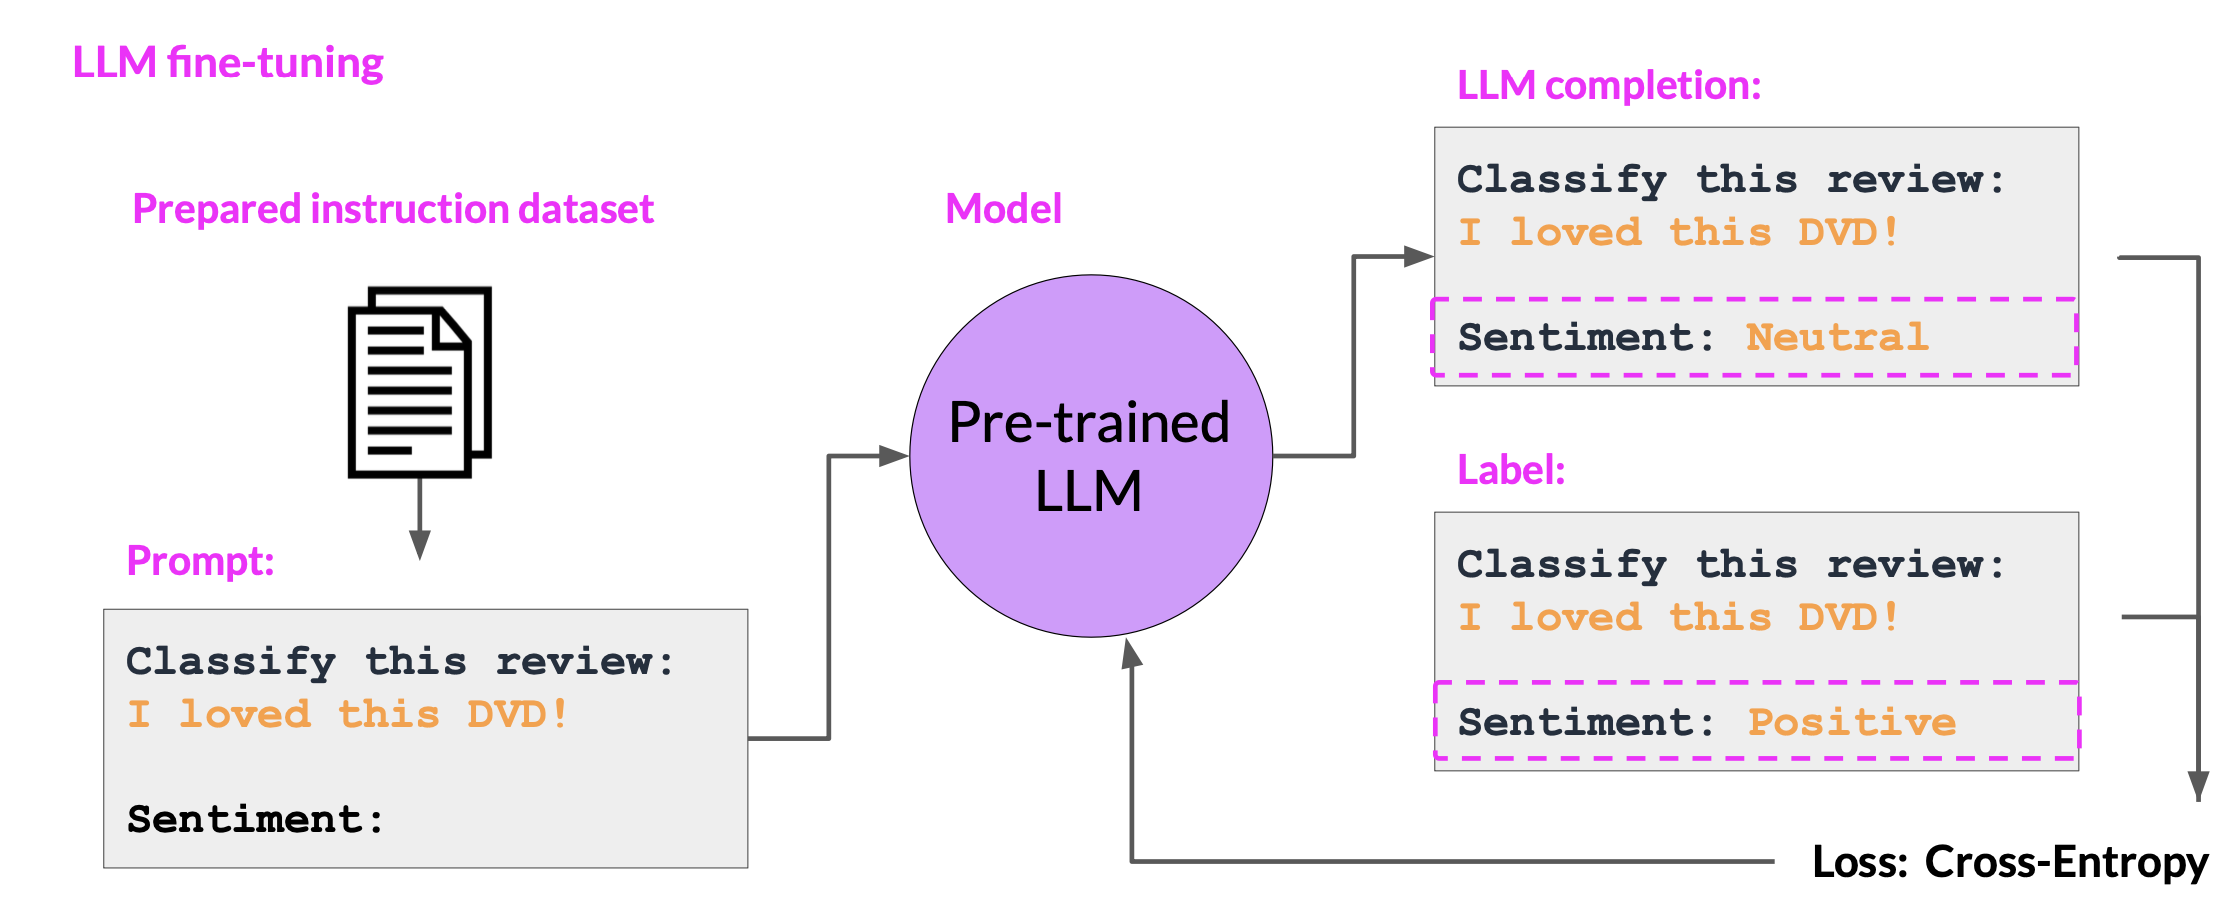 LLM fine-tuning
Prepared instruction dataset
Prompt:
Classify this review:
I loved this DVD!
Sentiment:
Model
Pre-trained
LLM
LLM completion:
Classify this review:
I loved this DVD!
Sentiment: Neutral
Label:
Classify this review:
I loved this DVD!
Sentiment: Positive
Loss: Cross-Entropy